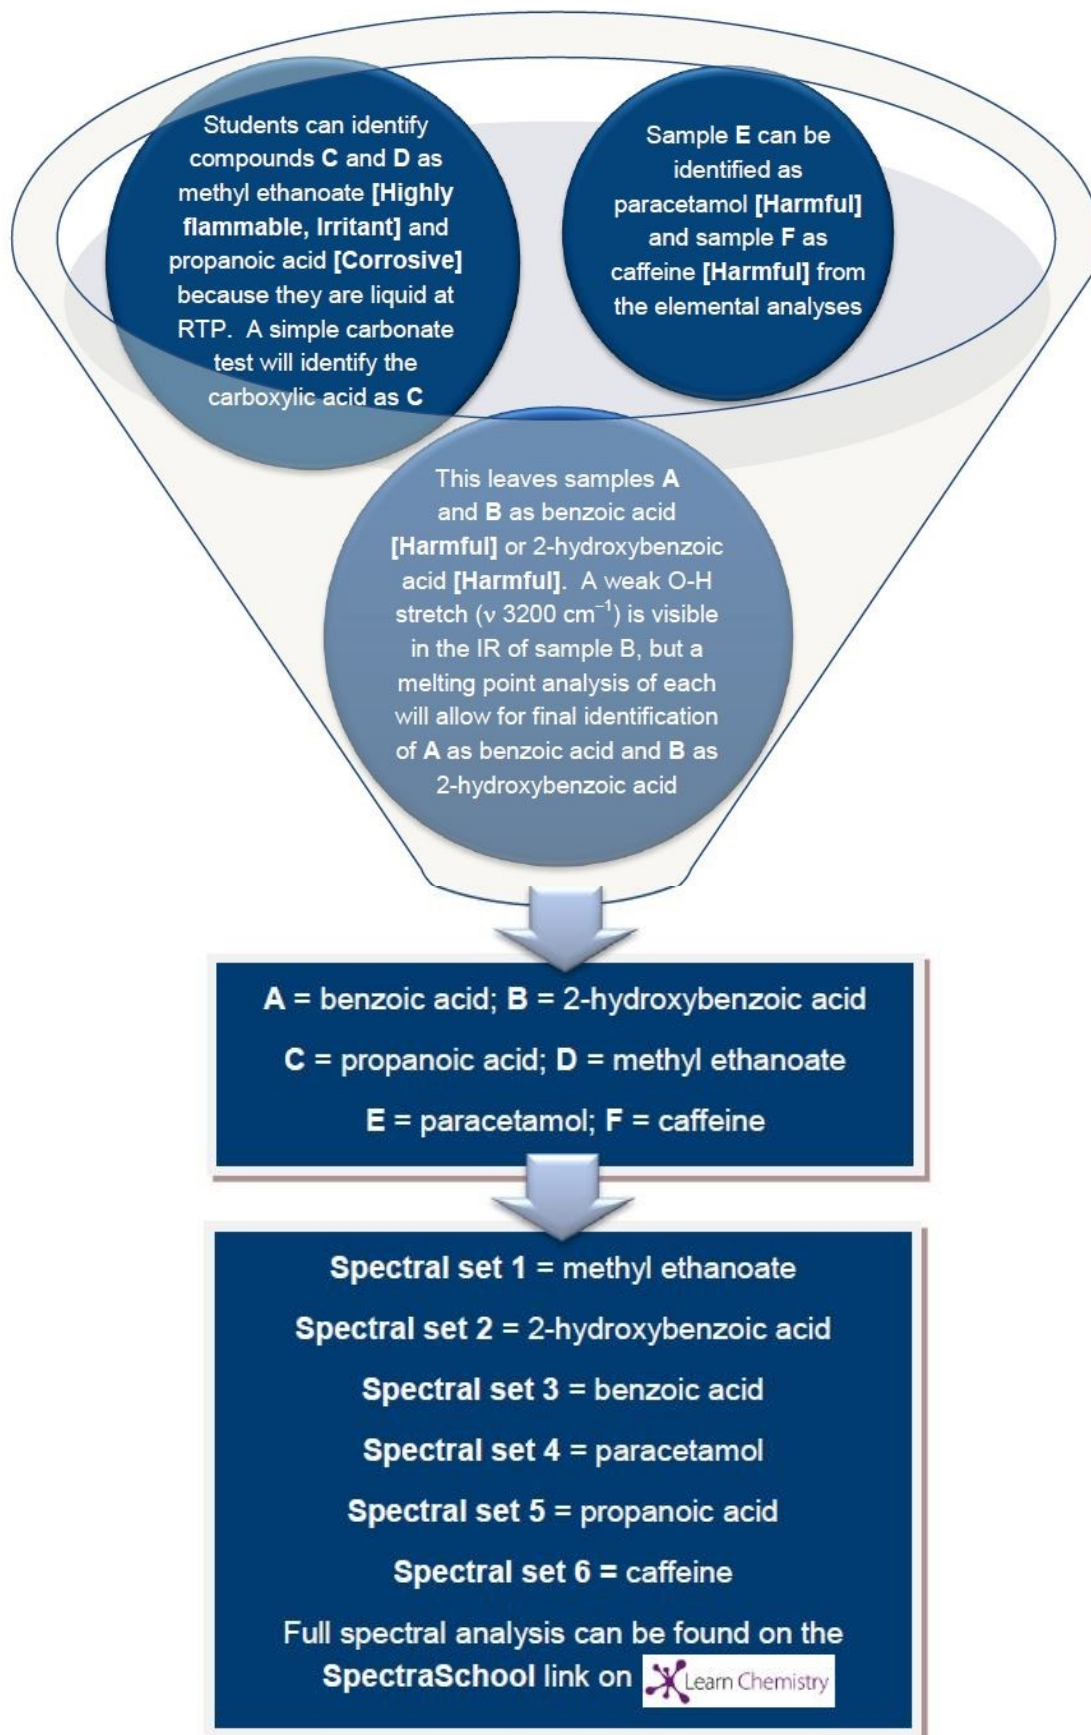 Students can identify
compounds C and D as
methyl ethanoate [Highly
flammable, Irritant] and
propanoic acid [Corrosive]
because they are liquid at
RTP. A simple carbonate
test will identify the
carboxylic acid as C
Sample E can be
identified as
paracetamol [Harmful]
and sample F as
caffeine [Harmful] from
the elemental analyses
This leaves samples A
and B as benzoic acid
[Harmful] or 2-hydroxybenzoic
acid [Harmful]. A weak O-H
stretch (ν 3200 cm⁻¹) is visible
in the IR of sample B, but a
melting point analysis of each
will allow for final identification
of A as benzoic acid and B as
2-hydroxybenzoic acid
A = benzoic acid; B = 2-hydroxybenzoic acid
C = propanoic acid; D = methyl ethanoate
E = paracetamol; F = caffeine
Spectral set 1 = methyl ethanoate
Spectral set 2 = 2-hydroxybenzoic acid
Spectral set 3 = benzoic acid
Spectral set 4 = paracetamol
Spectral set 5 = propanoic acid
Spectral set 6 = caffeine
Full spectral analysis can be found on the
SpectraSchool link on Learn Chemistry